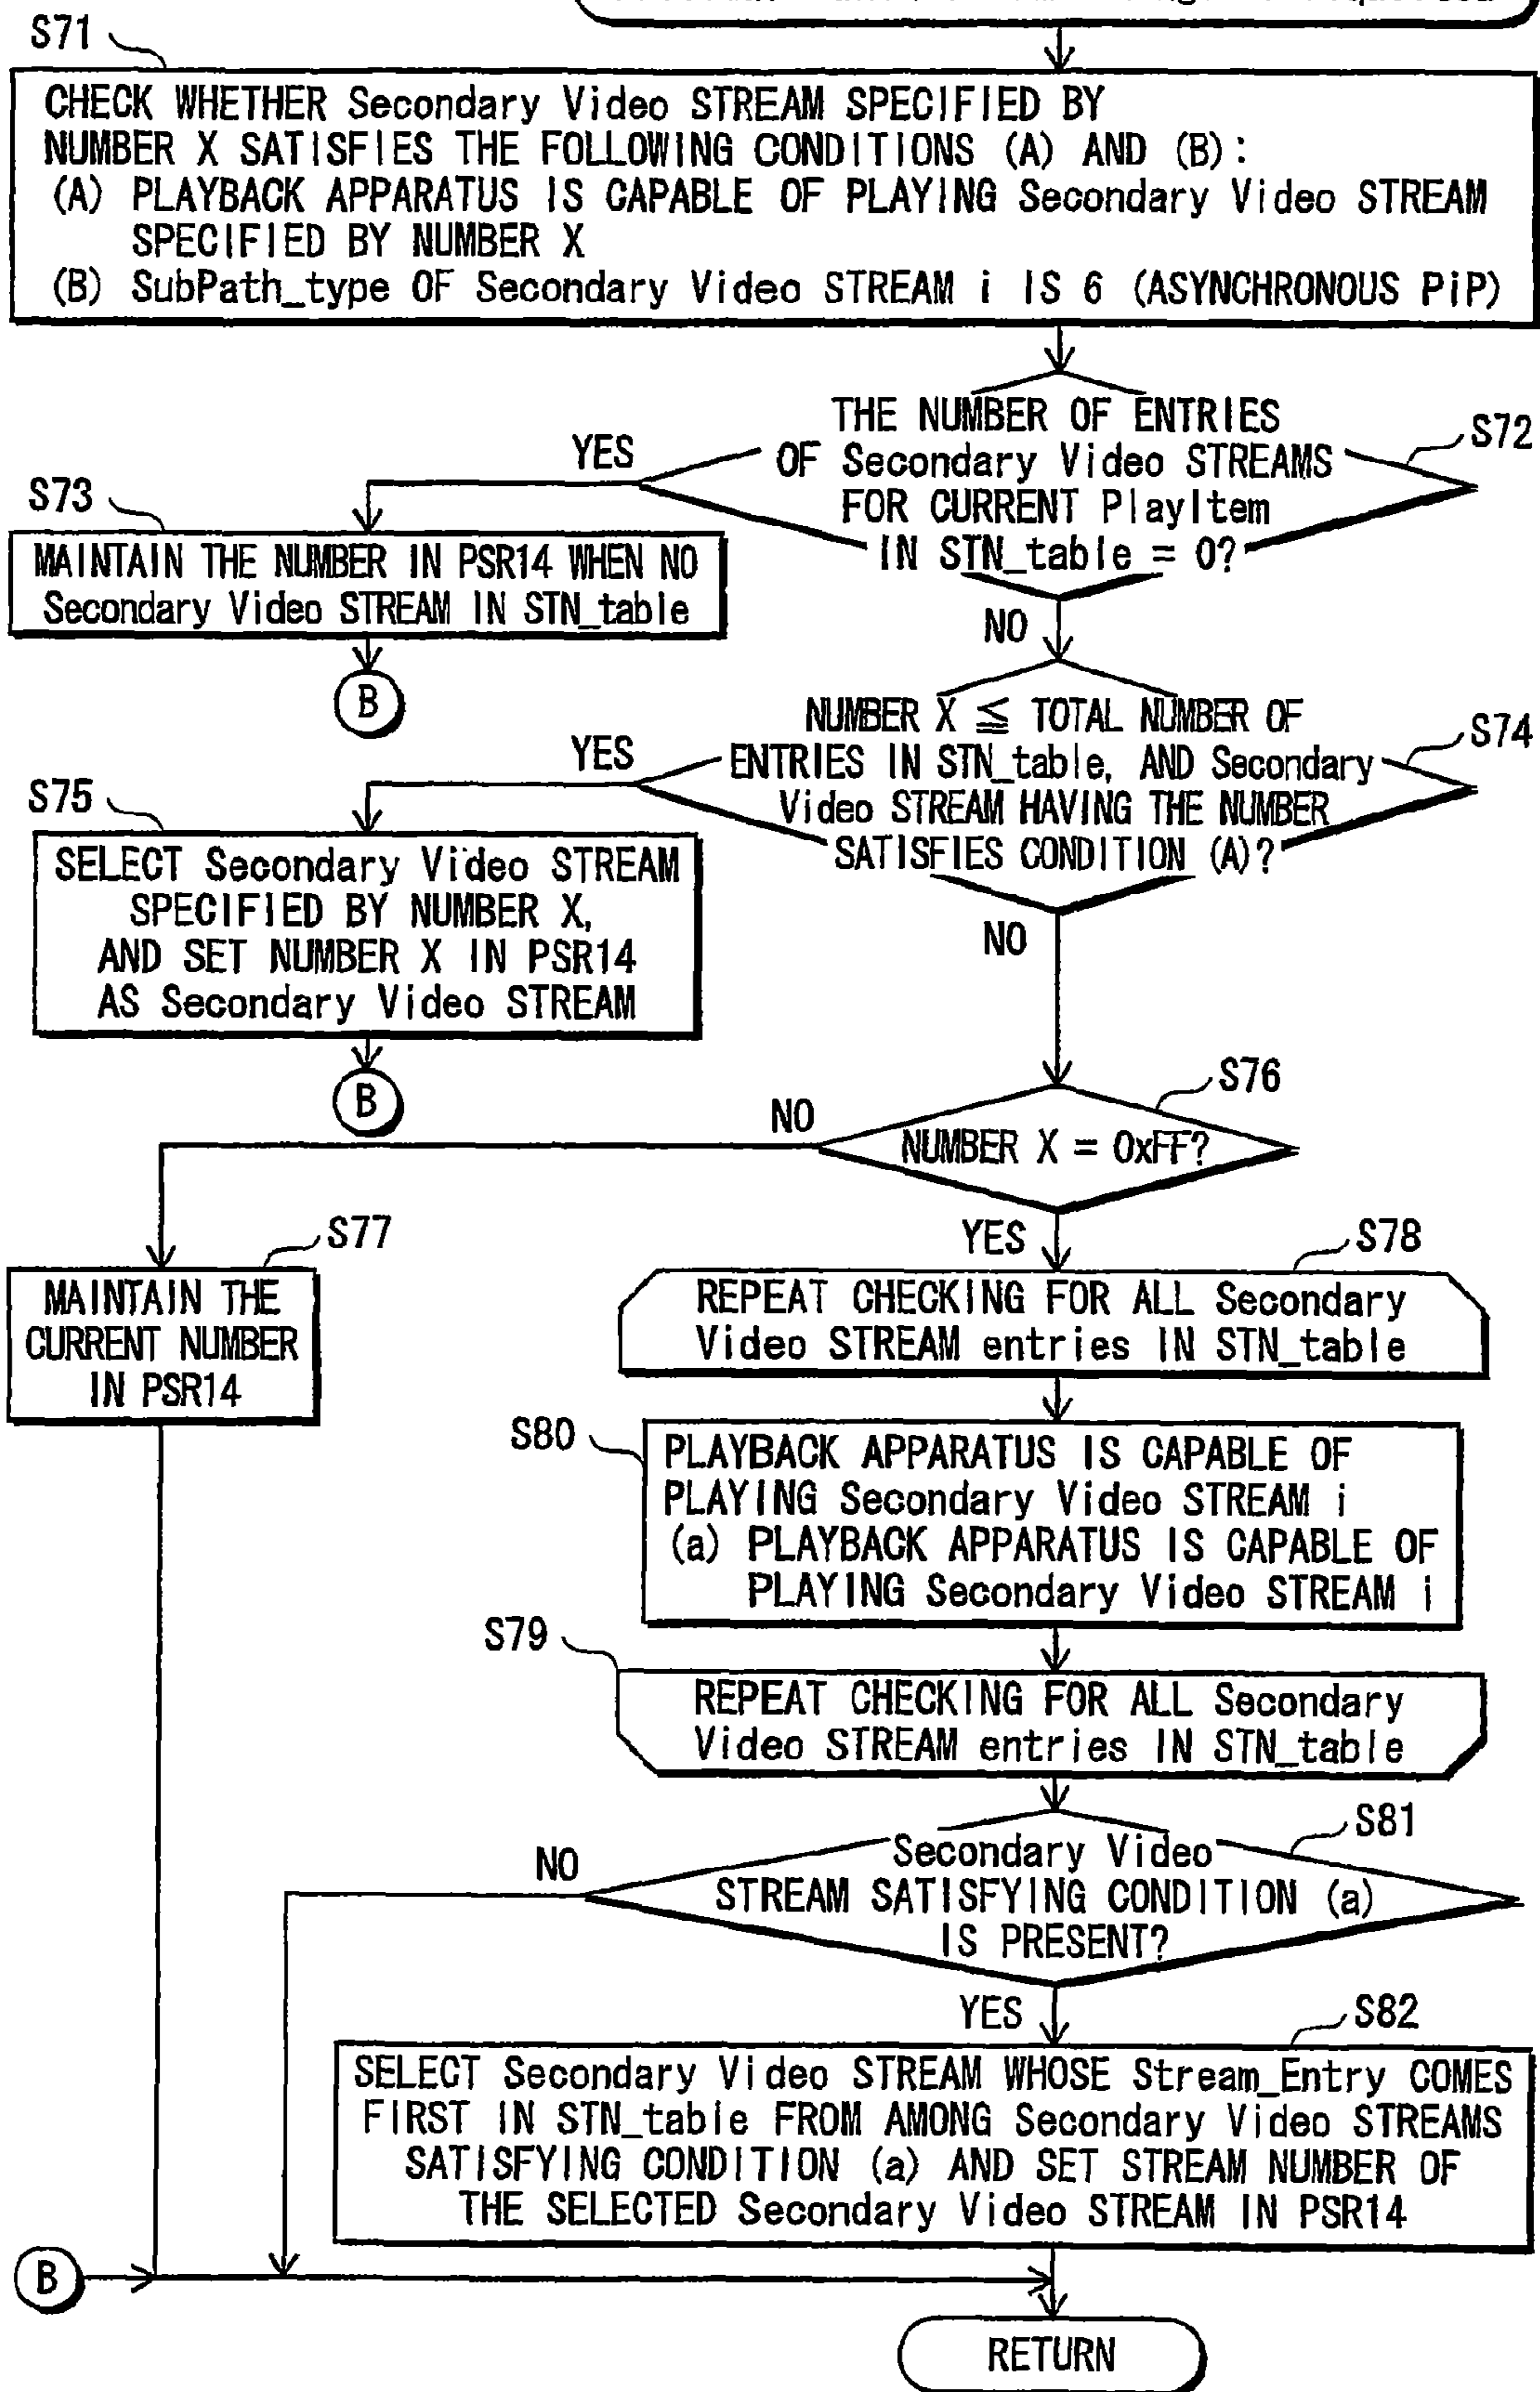 S71
CHECK WHETHER Secondary Video STREAM SPECIFIED BY
NUMBER X SATISFIES THE FOLLOWING CONDITIONS (A) AND (B):
(A) PLAYBACK APPARATUS IS CAPABLE OF PLAYING Secondary Video STREAM
SPECIFIED BY NUMBER X
(B) SubPath_type OF Secondary Video STREAM i IS 6 (ASYNCHRONOUS PiP)
THE NUMBER OF ENTRIES
OF Secondary Video STREAMS
FOR CURRENT PlayItem
IN STN_table = 0?
S72
YES
S73
MAINTAIN THE NUMBER IN PSR14 WHEN NO
Secondary Video STREAM IN STN_table
B
NO
NUMBER X ≦ TOTAL NUMBER OF
ENTRIES IN STN_table, AND Secondary
Video STREAM HAVING THE NUMBER
SATISFIES CONDITION (A)?
S74
YES
S75
SELECT Secondary Video STREAM
SPECIFIED BY NUMBER X,
AND SET NUMBER X IN PSR14
AS Secondary Video STREAM
B
NO
S76
NUMBER X = 0xFF?
NO
S77
MAINTAIN THE
CURRENT NUMBER
IN PSR14
YES
S78
REPEAT CHECKING FOR ALL Secondary
Video STREAM entries IN STN_table
S80
PLAYBACK APPARATUS IS CAPABLE OF
PLAYING Secondary Video STREAM i
(a) PLAYBACK APPARATUS IS CAPABLE OF
PLAYING Secondary Video STREAM i
S79
REPEAT CHECKING FOR ALL Secondary
Video STREAM entries IN STN_table
S81
Secondary Video
STREAM SATISFYING CONDITION (a)
IS PRESENT?
NO
YES
S82
SELECT Secondary Video STREAM WHOSE Stream_Entry COMES
FIRST IN STN_table FROM AMONG Secondary Video STREAMS
SATISFYING CONDITION (a) AND SET STREAM NUMBER OF
THE SELECTED Secondary Video STREAM IN PSR14
B
RETURN